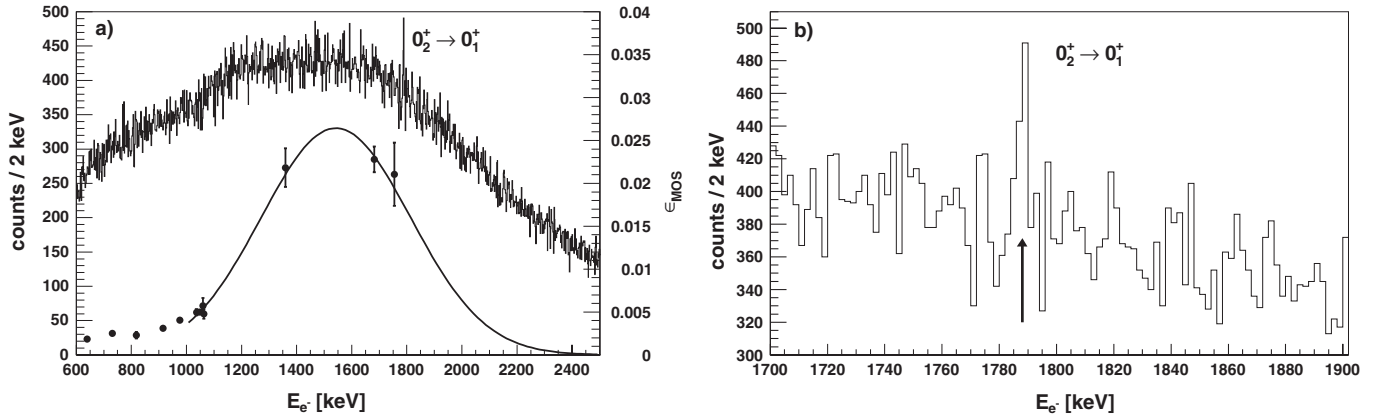 a)
0₂⁺ → 0₁⁺
counts / 2 keV
500
450
400
350
300
250
200
150
100
50
0
0.04
0.035
0.03
0.025
0.02
0.015
0.01
0.005
0
ϵMOS
600 800 1000 1200 1400 1600 1800 2000 2200 2400
Ee⁻ [keV]
b)
0₂⁺ → 0₁⁺
counts / 2 keV
500
480
460
440
420
400
380
360
340
320
300
1700 1720 1740 1760 1780 1800 1820 1840 1860 1880 1900
Ee⁻ [keV]